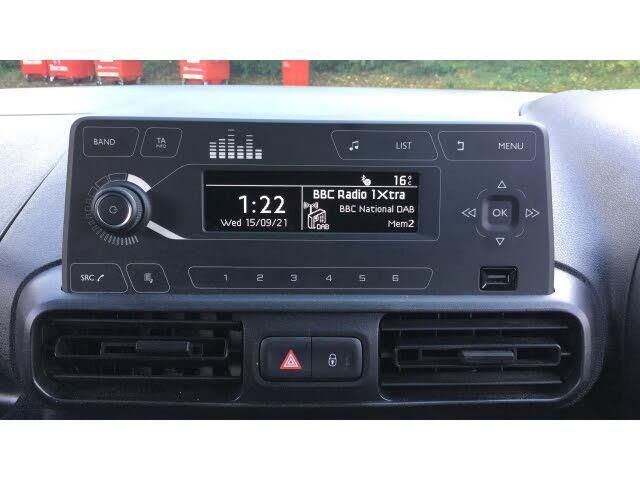 BAND
TA
INFO
LIST
MENU
16°C
1:22
BBC Radio 1Xtra
BBC National DAB
Wed 15/09/21
DAB
Mem2
OK
SRC
1 2 3 4 5 6